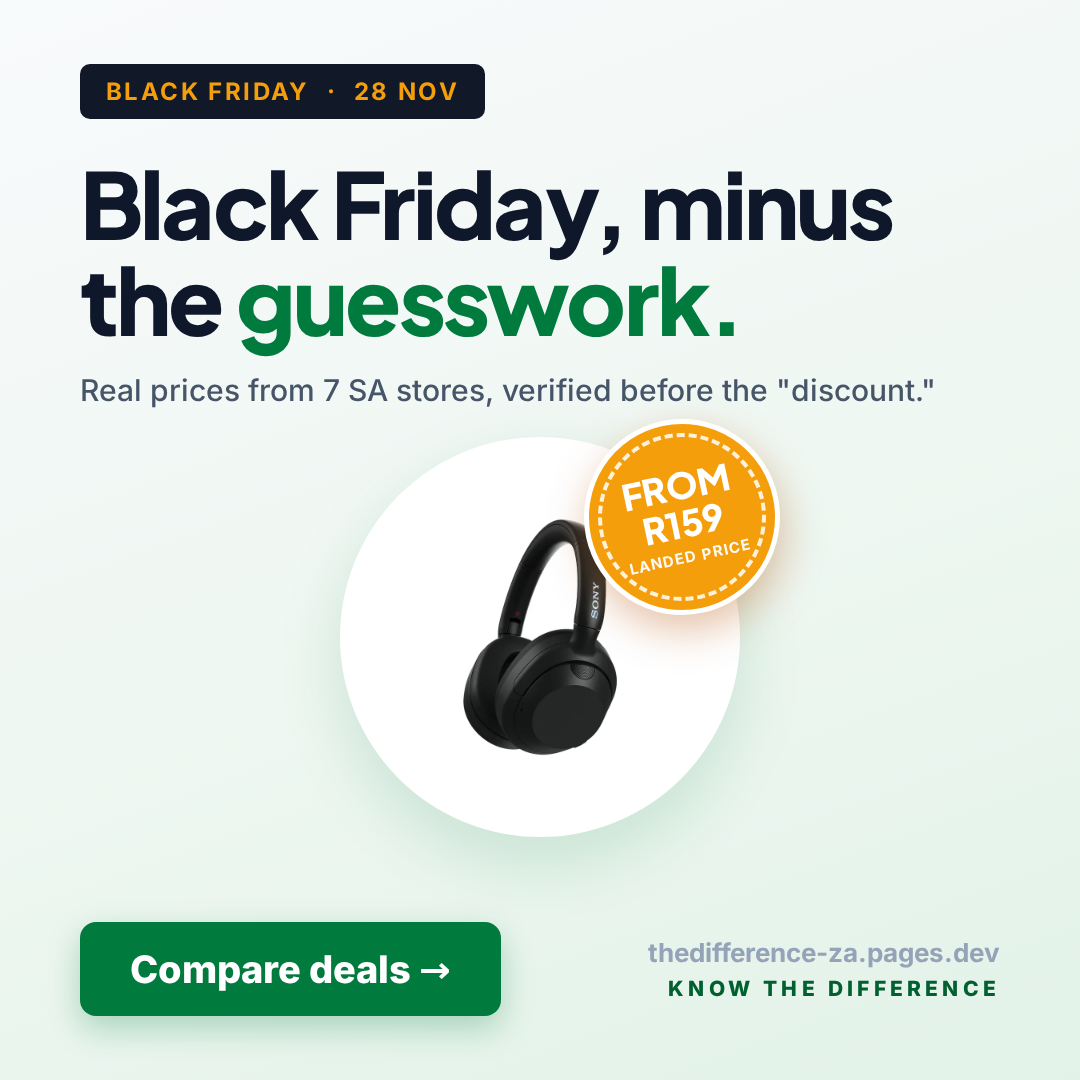 BLACK FRIDAY · 28 NOV
Black Friday, minus
the guesswork.
Real prices from 7 SA stores, verified before the "discount."
FROM
R159
LANDED PRICE
SONY
Compare deals →
thedifference-za.pages.dev
KNOW THE DIFFERENCE